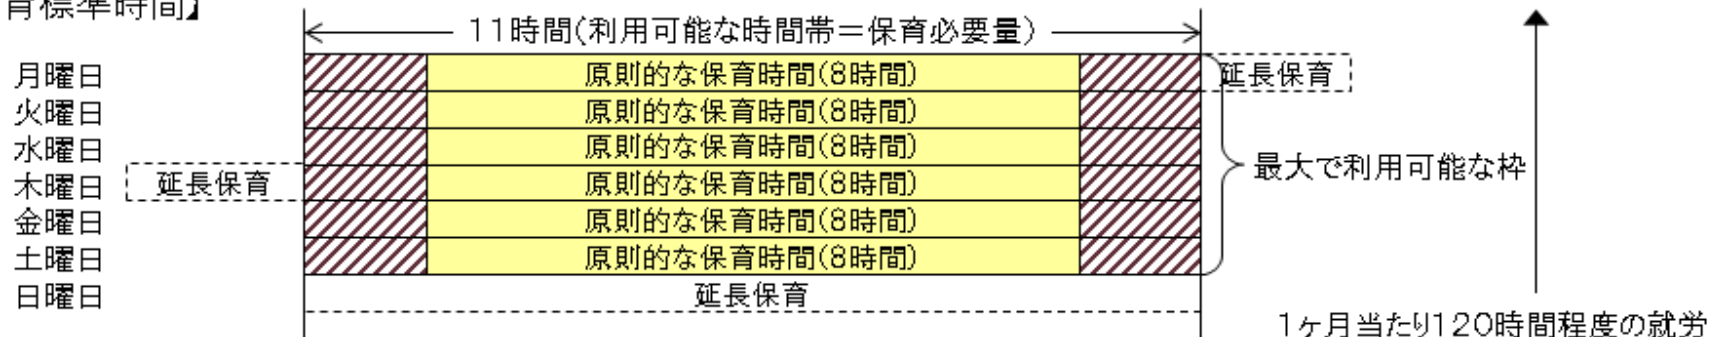 育標準時間】
11時間(利用可能な時間帯＝保育必要量)
月曜日 原則的な保育時間(8時間) 延長保育
火曜日 原則的な保育時間(8時間)
水曜日 原則的な保育時間(8時間)
木曜日 延長保育 原則的な保育時間(8時間) 最大で利用可能な枠
金曜日 原則的な保育時間(8時間)
土曜日 原則的な保育時間(8時間)
日曜日 延長保育
1ヶ月当たり120時間程度の就労